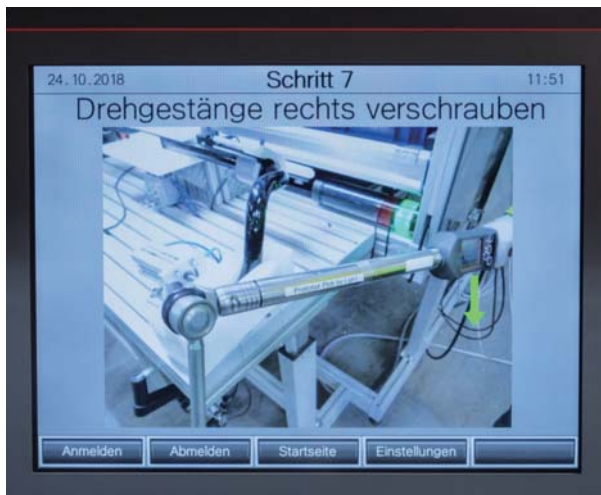 24.10.2018 Schritt 7 11:51
Drehgestänge rechts verschrauben
Anmelden Abmelden Startseite Einstellungen